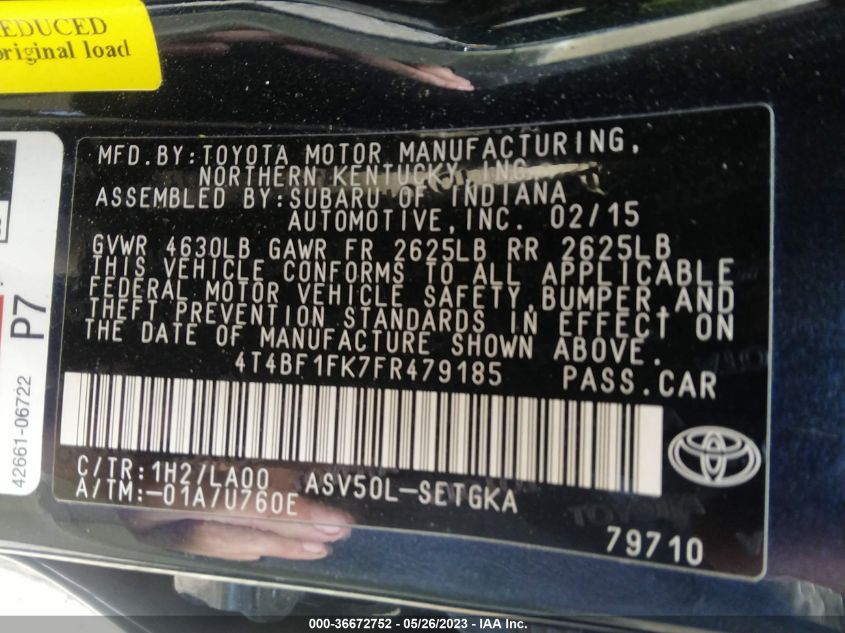 REDUCED
original load
MFD.BY:TOYOTA MOTOR MANUFACTURING,
NORTHERN KENTUCKY, INC.
ASSEMBLED BY:SUBARU OF INDIANA
AUTOMOTIVE,INC. 02/15
GVWR 4630LB GAWR FR 2625LB RR 2625LB
THIS VEHICLE CONFORMS TO ALL APPLICABLE
FEDERAL MOTOR VEHICLE SAFETY,BUMPER,AND
THEFT PREVENTION STANDARDS IN EFFECT ON
THE DATE OF MANUFACTURE SHOWN ABOVE.
4T4BF1FK7FR479185 PASS.CAR
C/TR:1H2/LA00 ASV50L-SETGKA
A/TM:-01A/U760E
79710
P7
42661-06722
000-36672752 - 05/26/2023 - IAA Inc.